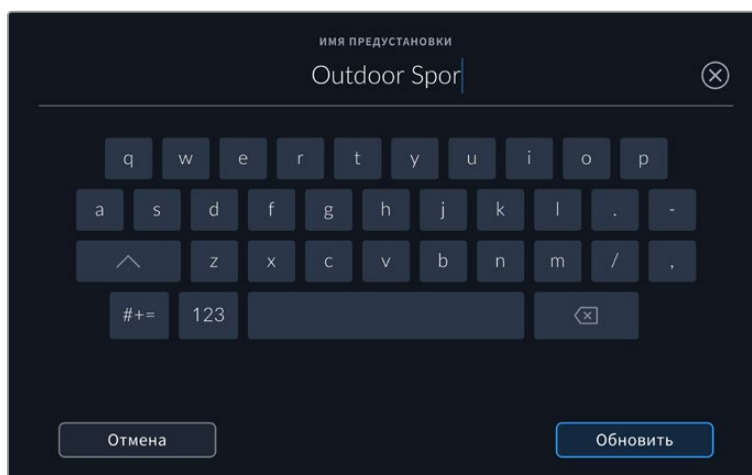 ИМЯ ПРЕДУСТАНОВКИ
Outdoor Spor
q w e r t y u i o p
a s d f g h j k l . -
z x c v b n m / ,
#+= 123
Отмена Обновить